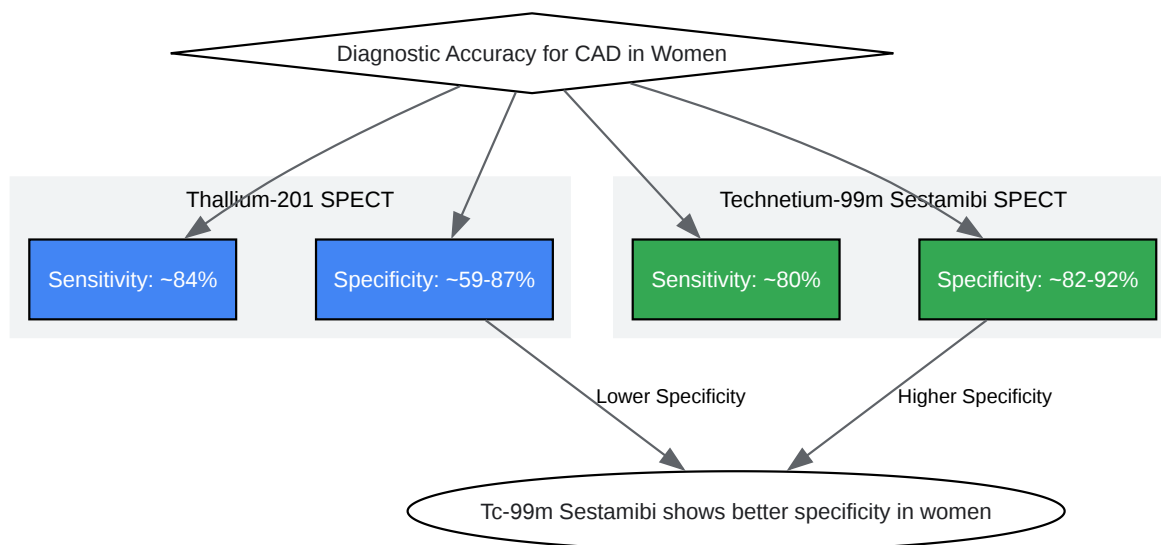 Diagnostic Accuracy for CAD in Women
Thallium-201 SPECT
Technetium-99m Sestamibi SPECT
Sensitivity: ~84%
Specificity: ~59-87%
Sensitivity: ~80%
Specificity: ~82-92%
Lower Specificity
Higher Specificity
Tc-99m Sestamibi shows better specificity in women